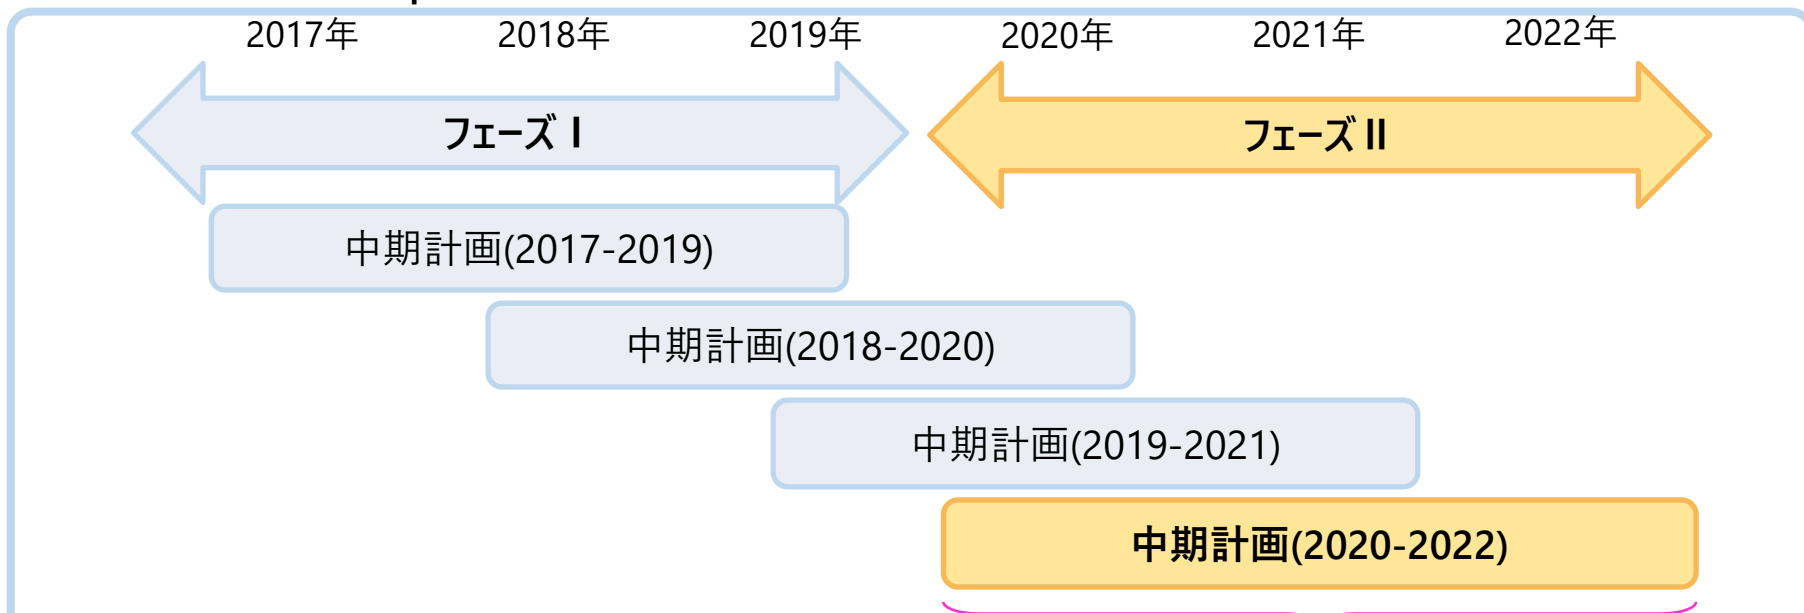 2017年 2018年 2019年 2020年 2021年 2022年
フェーズ I フェーズ II
中期計画(2017-2019)
中期計画(2018-2020)
中期計画(2019-2021)
中期計画(2020-2022)